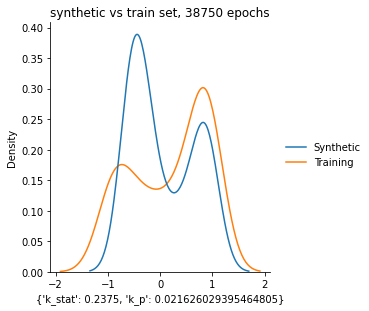 synthetic vs train set, 38750 epochs
0.40
0.35
0.30
0.25
0.20
0.15
0.10
0.05
0.00
Density
Synthetic
Training
−2
−1
0
1
2
{'k_stat': 0.2375, 'k_p': 0.021626029395464805}